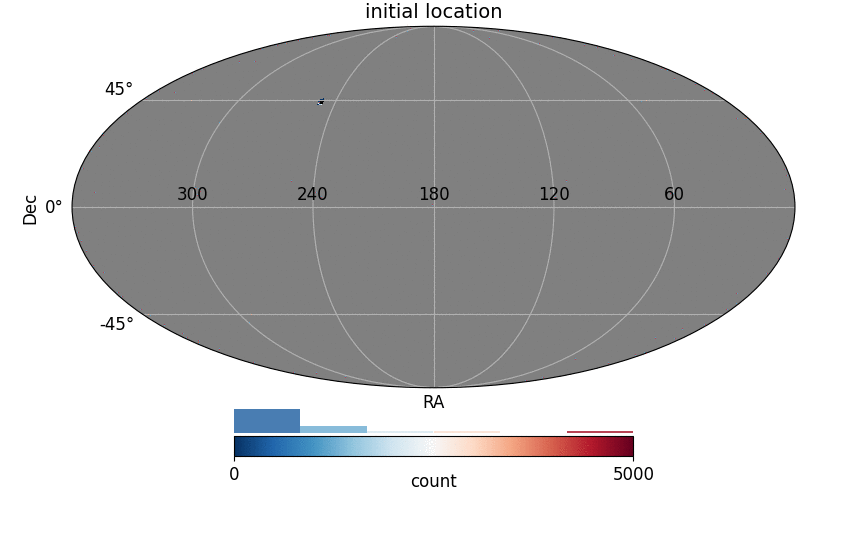 initial location
45°
300 240 180 120 60
Dec 0°
-45°
RA
0 5000
count